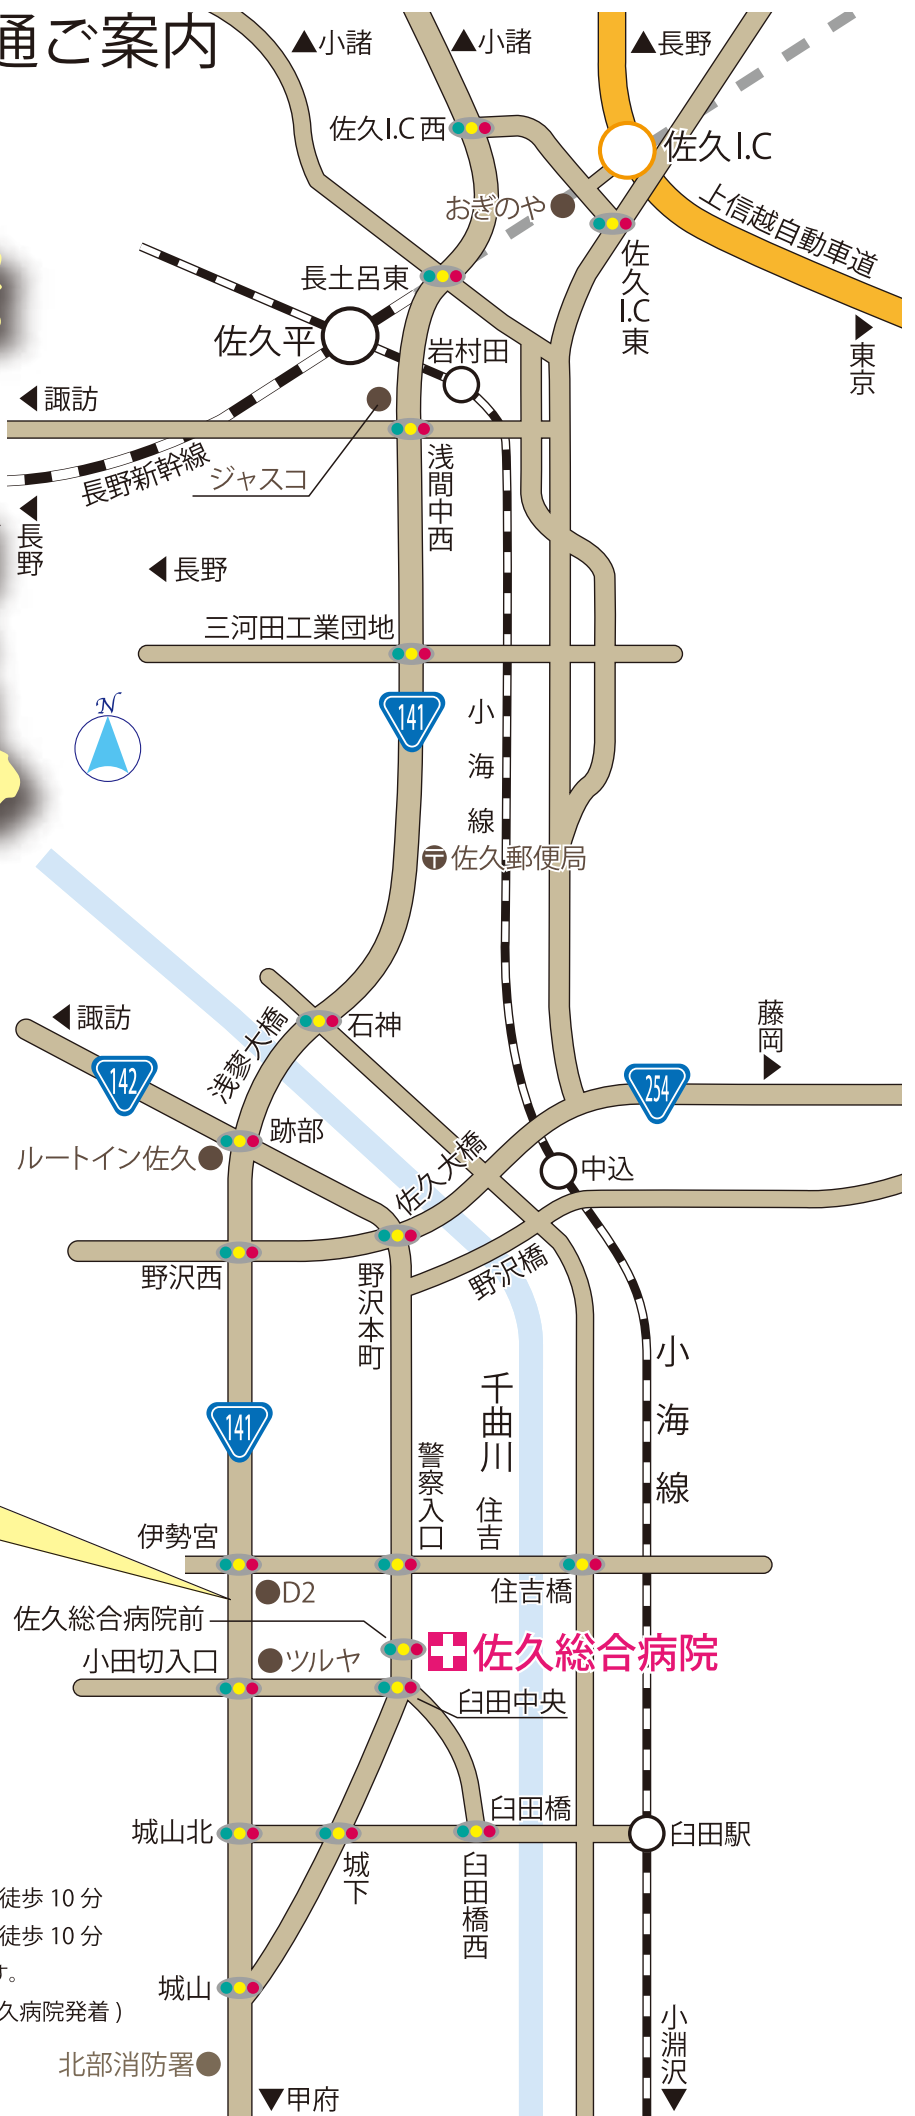 通ご案内
▲小諸
▲小諸
▲長野
佐久I.C西
佐久I.C
おぎのや
上信越自動車道
佐久I.C東
長土呂東
佐久平
岩村田
▶東京
◀諏訪
ジャスコ
長野新幹線
浅間中西
◀長野
◀長野
三河田工業団地
141
N
小海線
〒佐久郵便局
◀諏訪
浅蓼大橋
石神
藤岡▶
142
254
跡部
ルートイン佐久
佐久大橋
中込
野沢西
野沢橋
野沢本町
小海線
千曲川
141
警察入口
住吉
伊勢宮
D2
住吉橋
佐久総合病院前
佐久総合病院
小田切入口
ツルヤ
臼田中央
臼田橋
城山北
臼田駅
城下
臼田橋西
徒歩 10 分
徒歩 10 分
す。
城山
久病院発着 )
小淵沢▼
北部消防署
▼甲府